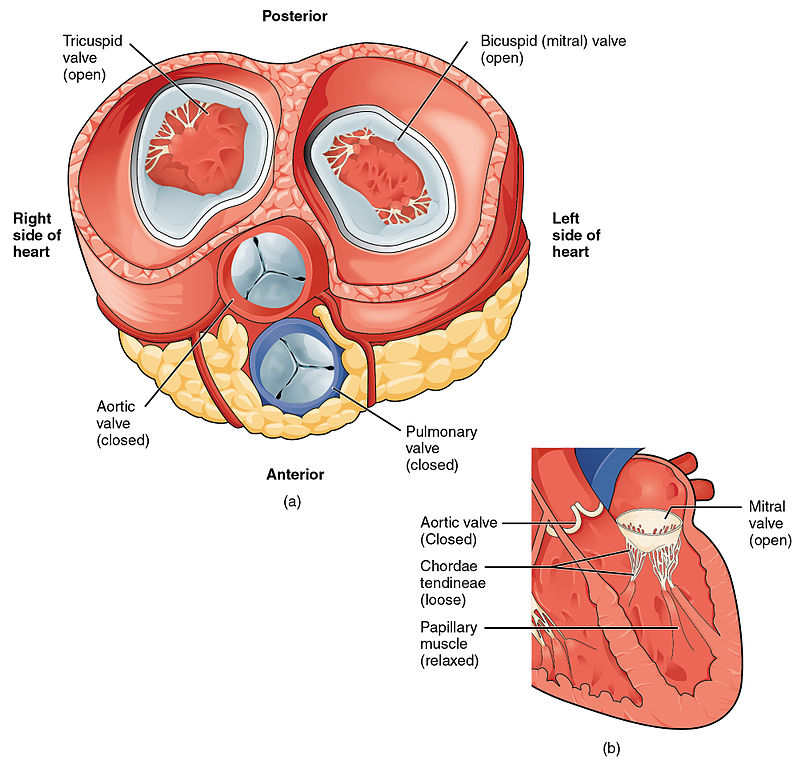 Posterior
Tricuspid
valve
(open)
Bicuspid (mitral) valve
(open)
Right
side of
heart
Left
side of
heart
Aortic
valve
(closed)
Pulmonary
valve
(closed)
Anterior
(a)
Aortic valve
(Closed)
Chordae
tendineae
(loose)
Papillary
muscle
(relaxed)
Mitral
valve
(open)
(b)